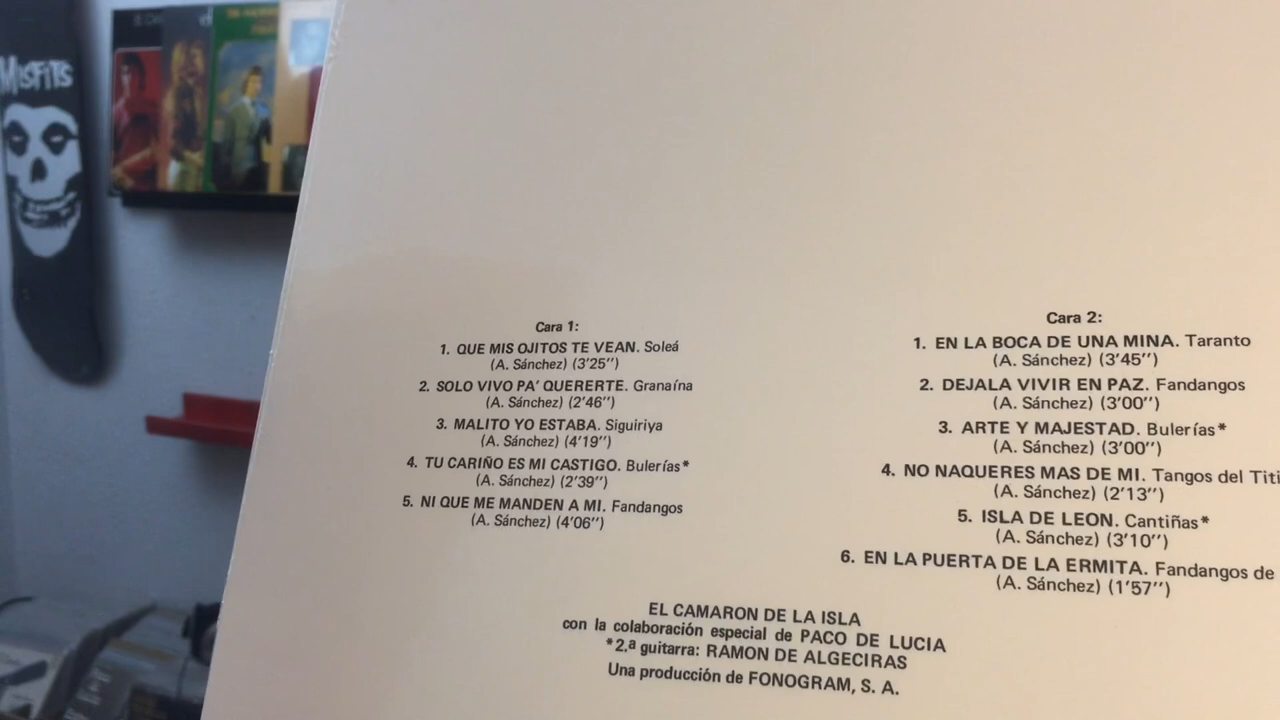 MISFITS
Cara 1:
1. QUE MIS OJITOS TE VEAN. Soleá
(A. Sánchez) (3'25'')
2. SOLO VIVO PA' QUERERTE. Granaína
(A. Sánchez) (2'46'')
3. MALITO YO ESTABA. Siguiriya
(A. Sánchez) (4'19'')
4. TU CARIÑO ES MI CASTIGO. Bulerías*
(A. Sánchez) (2'39'')
5. NI QUE ME MANDEN A MI. Fandangos
(A. Sánchez) (4'06'')
Cara 2:
1. EN LA BOCA DE UNA MINA. Taranto
(A. Sánchez) (3'45'')
2. DEJALA VIVIR EN PAZ. Fandangos
(A. Sánchez) (3'00'')
3. ARTE Y MAJESTAD. Bulerías*
(A. Sánchez) (3'00'')
4. NO NAQUERES MAS DE MI. Tangos del Titi
(A. Sánchez) (2'13'')
5. ISLA DE LEON. Cantiñas*
(A. Sánchez) (3'10'')
6. EN LA PUERTA DE LA ERMITA. Fandangos de
(A. Sánchez) (1'57'')
EL CAMARON DE LA ISLA
con la colaboración especial de PACO DE LUCIA
*2.ª guitarra: RAMON DE ALGECIRAS
Una producción de FONOGRAM, S. A.